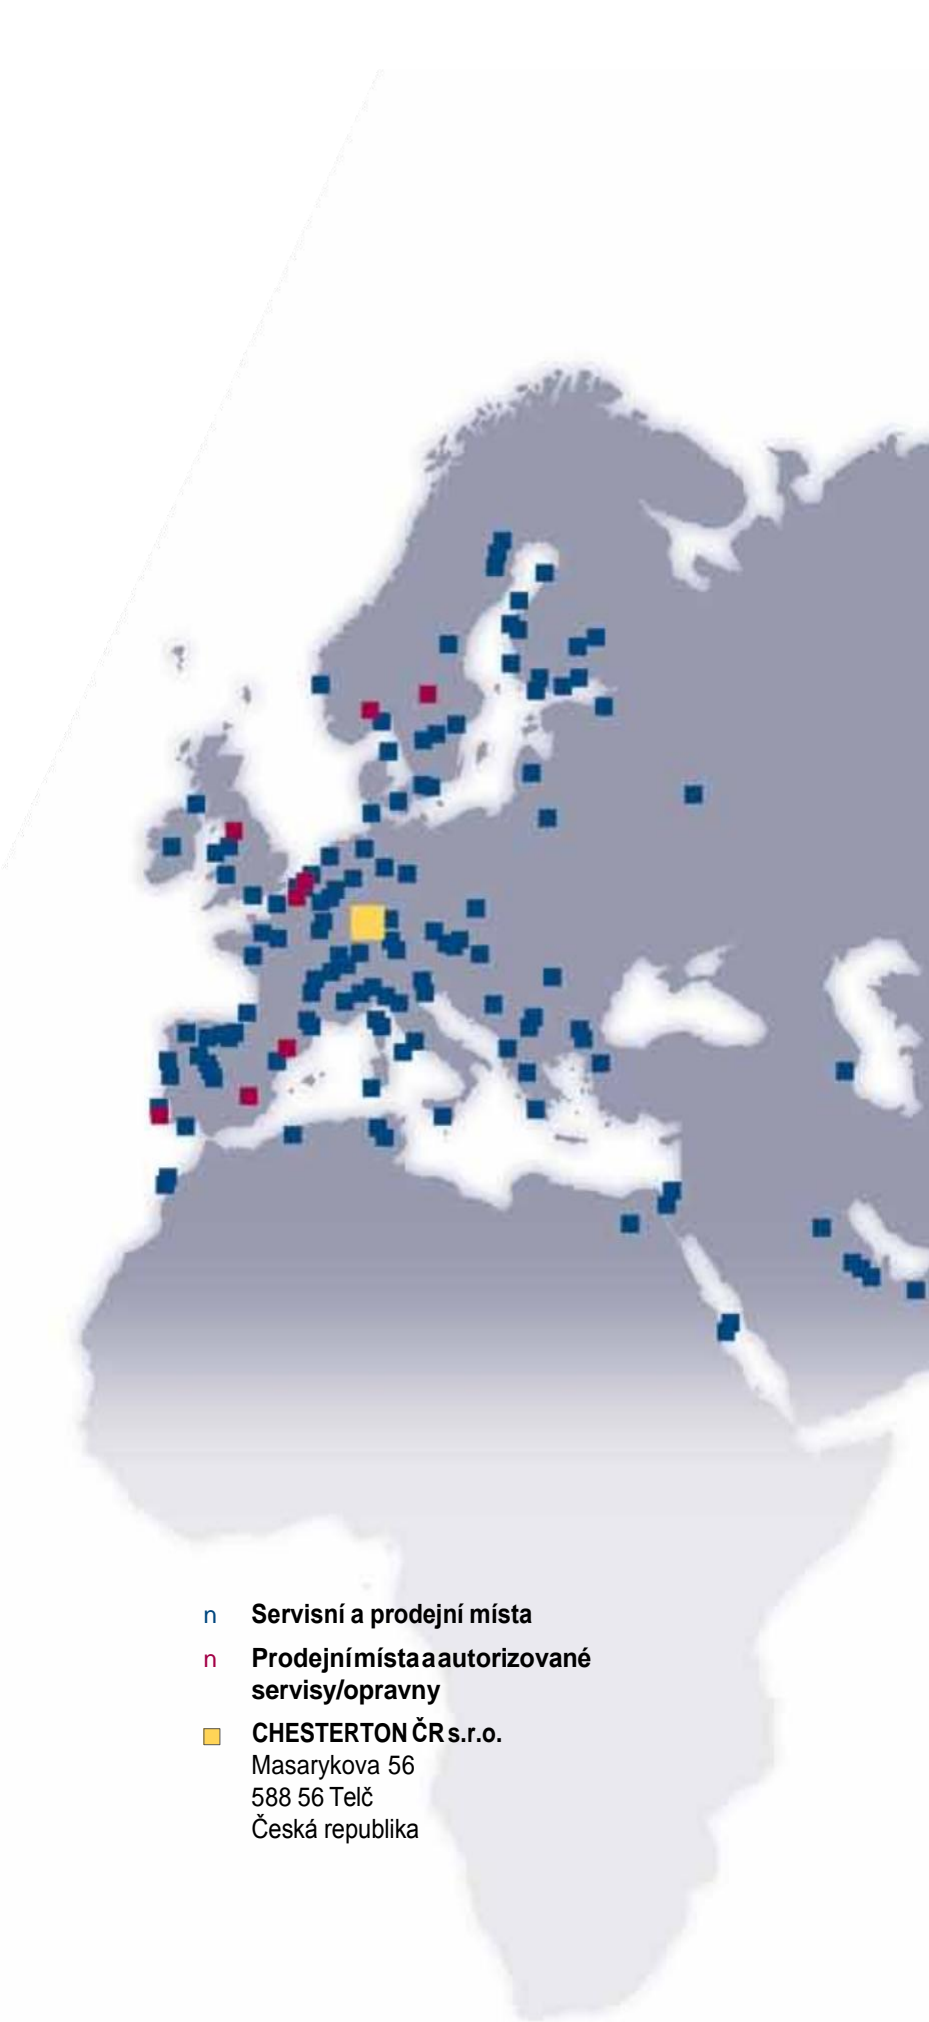 n Servisní a prodejní místa
n Prodejní místa a autorizované
servisy/opravny
CHESTERTON ČR s.r.o.
Masarykova 56
588 56 Telč
Česká republika